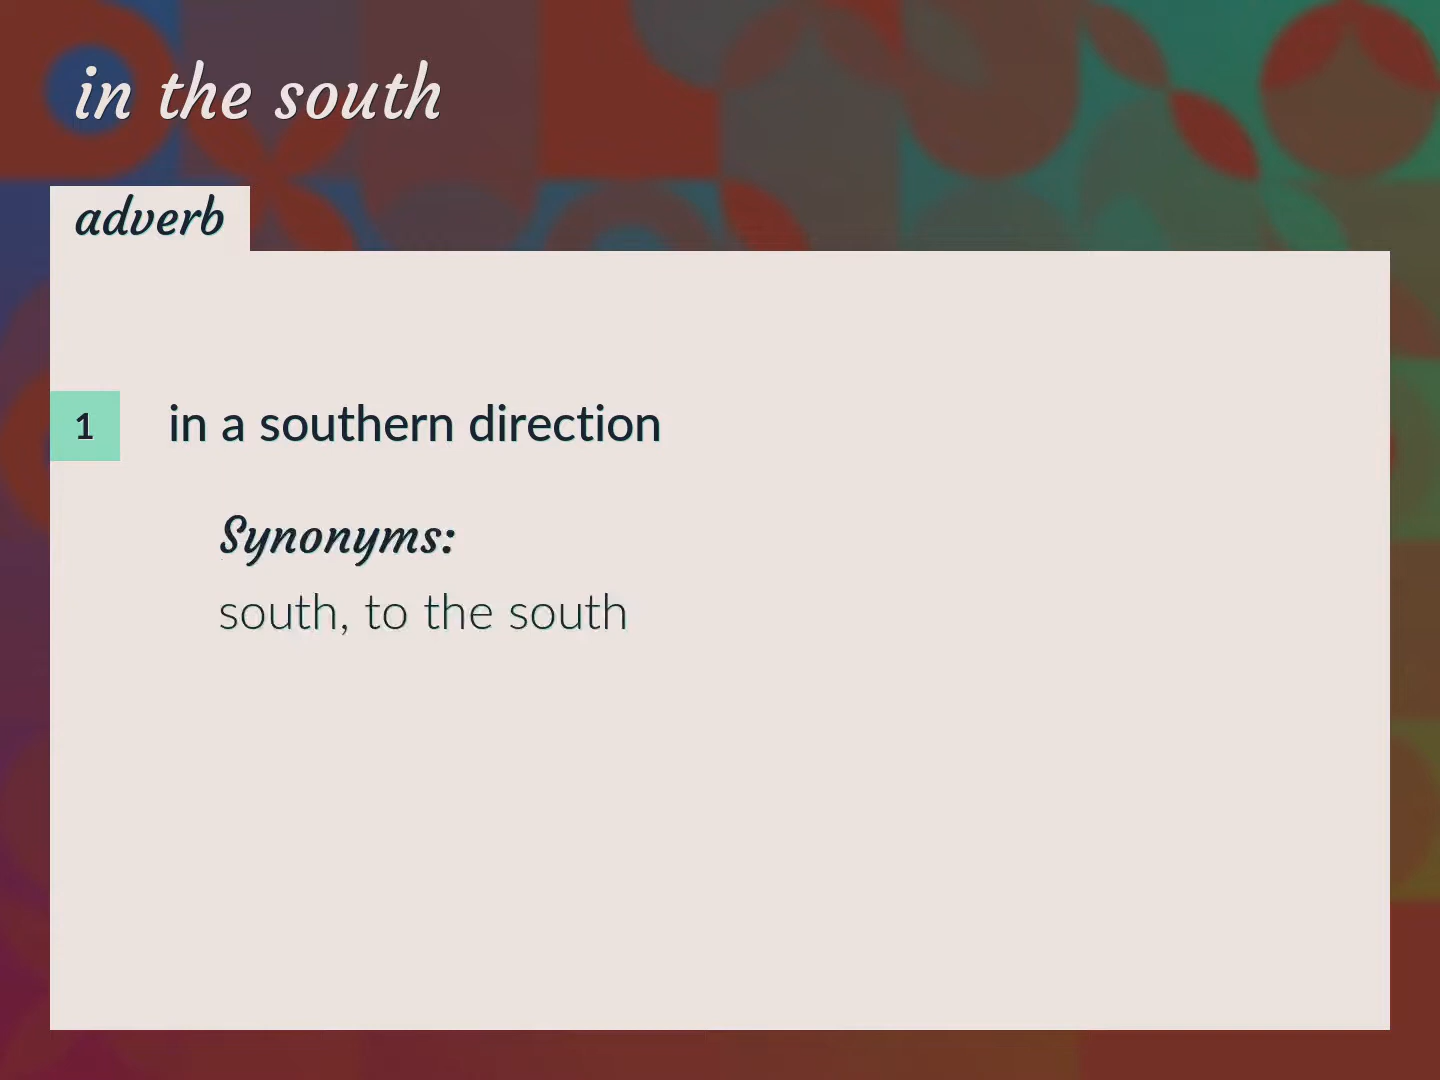 in the south
adverb
1 in a southern direction
Synonyms:
south, to the south